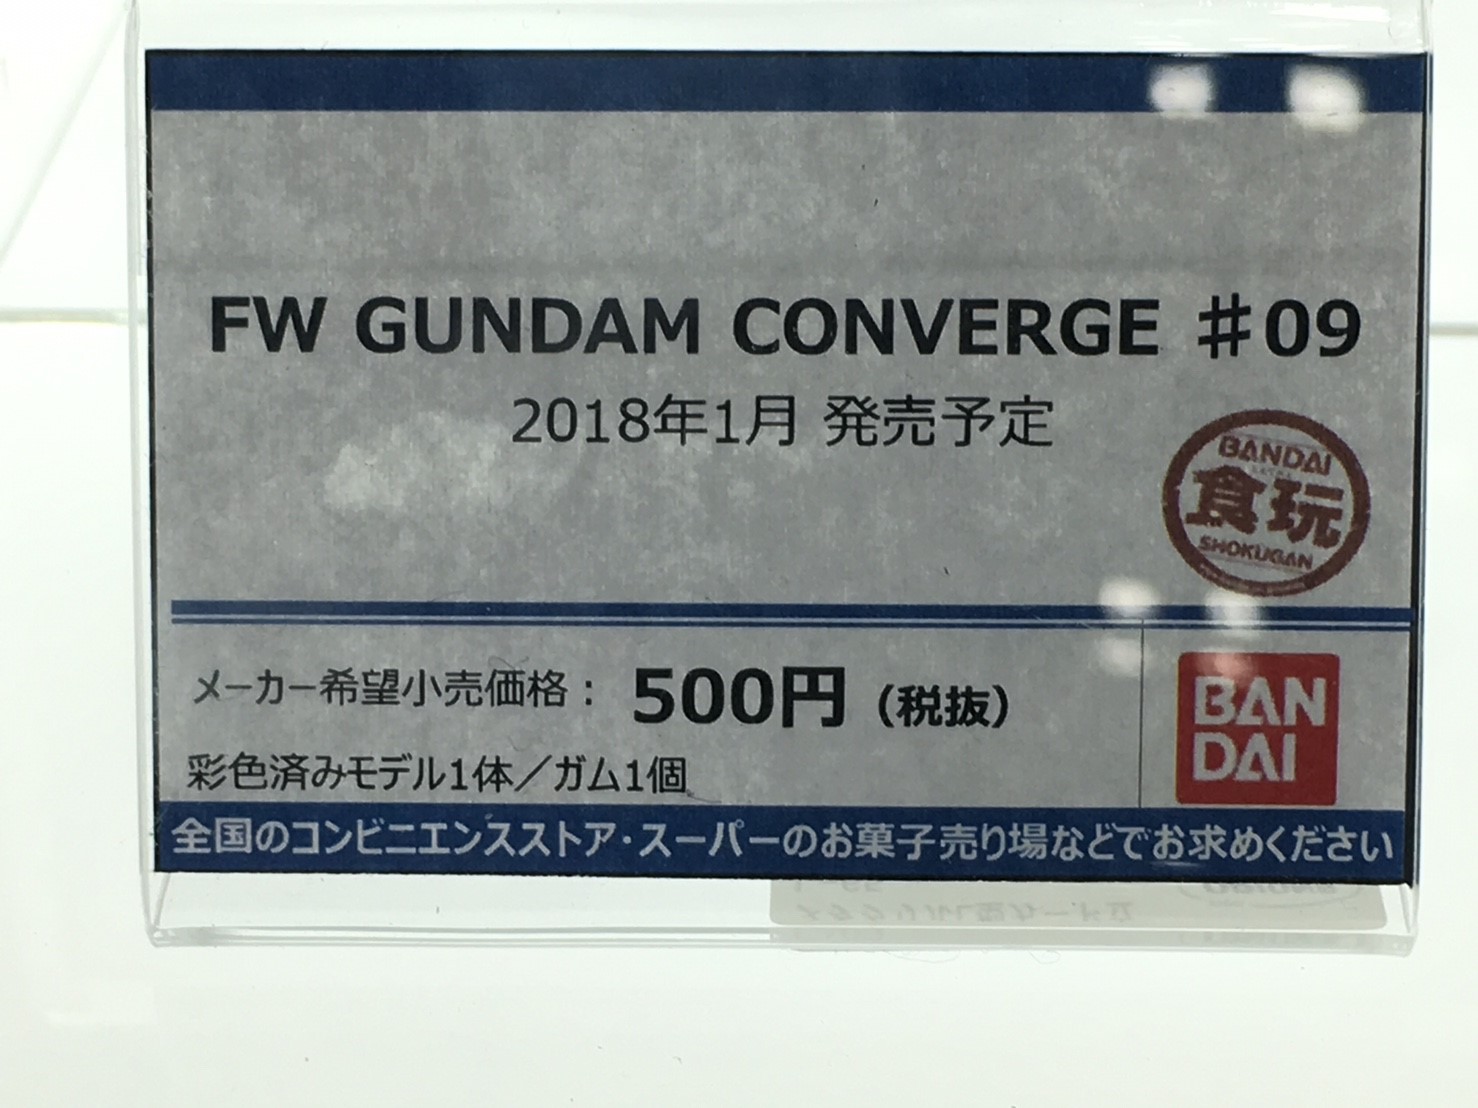 FW GUNDAM CONVERGE ♯09
2018年1月 発売予定
BANDAI
食玩
SHOKUGAN
メーカー希望小売価格： 500円（税抜）
彩色済みモデル1体／ガム1個
BAN
DAI
全国のコンビニエンスストア・スーパーのお菓子売り場などでお求めください